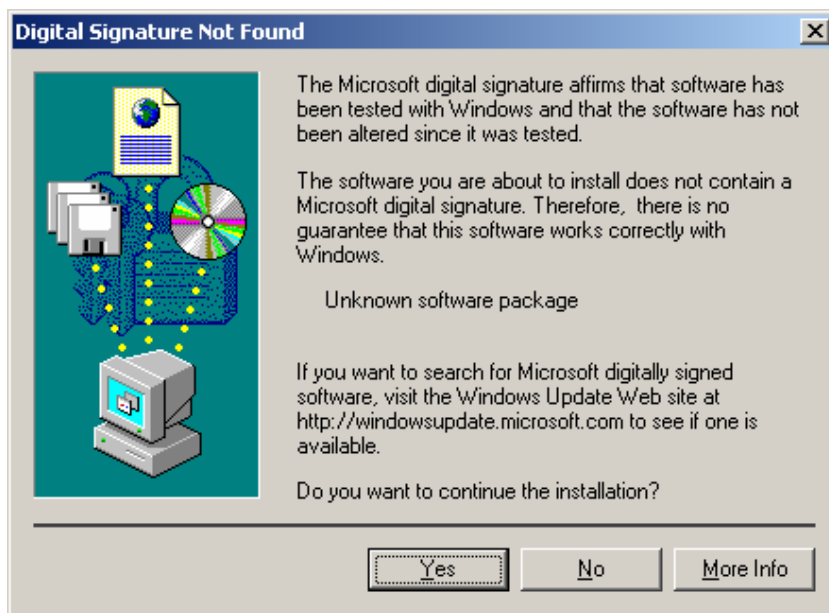 Digital Signature Not Found
The Microsoft digital signature affirms that software has
been tested with Windows and that the software has not
been altered since it was tested.
The software you are about to install does not contain a
Microsoft digital signature. Therefore, there is no
guarantee that this software works correctly with
Windows.
Unknown software package
If you want to search for Microsoft digitally signed
software, visit the Windows Update Web site at
http://windowsupdate.microsoft.com to see if one is
available.
Do you want to continue the installation?
Yes
No
More Info